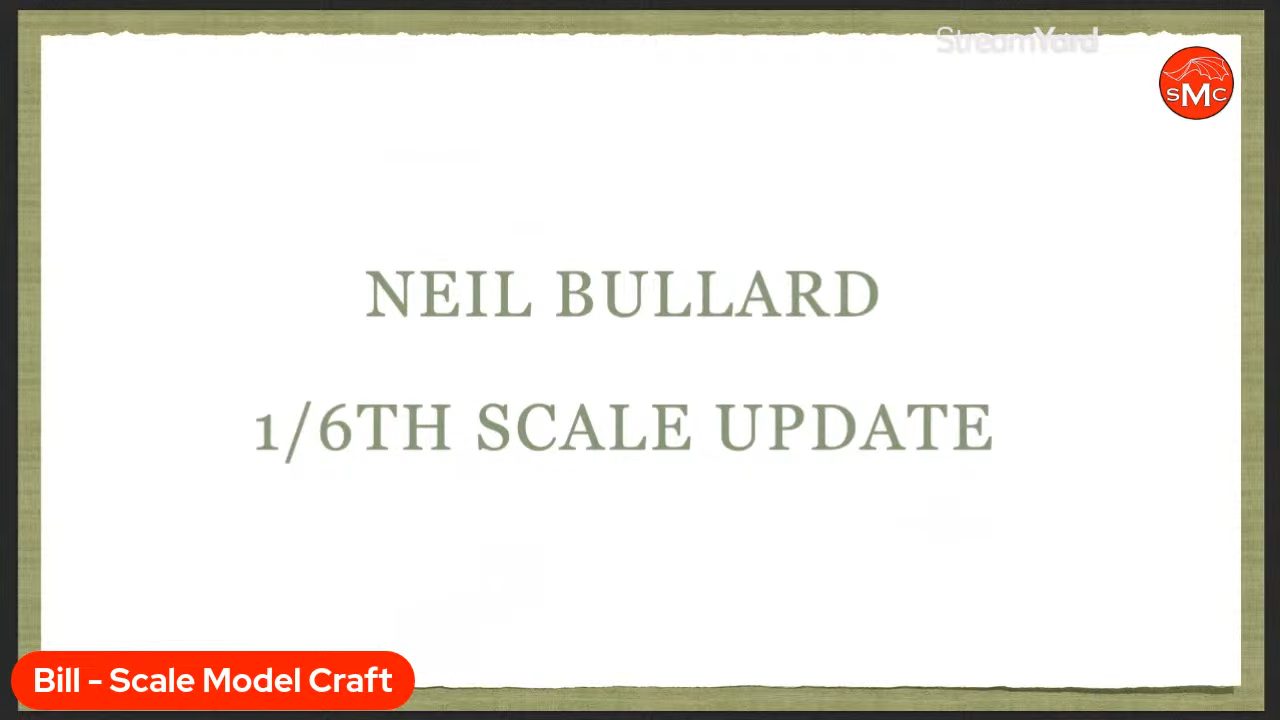 StreamYard
SMC
NEIL BULLARD
1/6TH SCALE UPDATE
Bill - Scale Model Craft